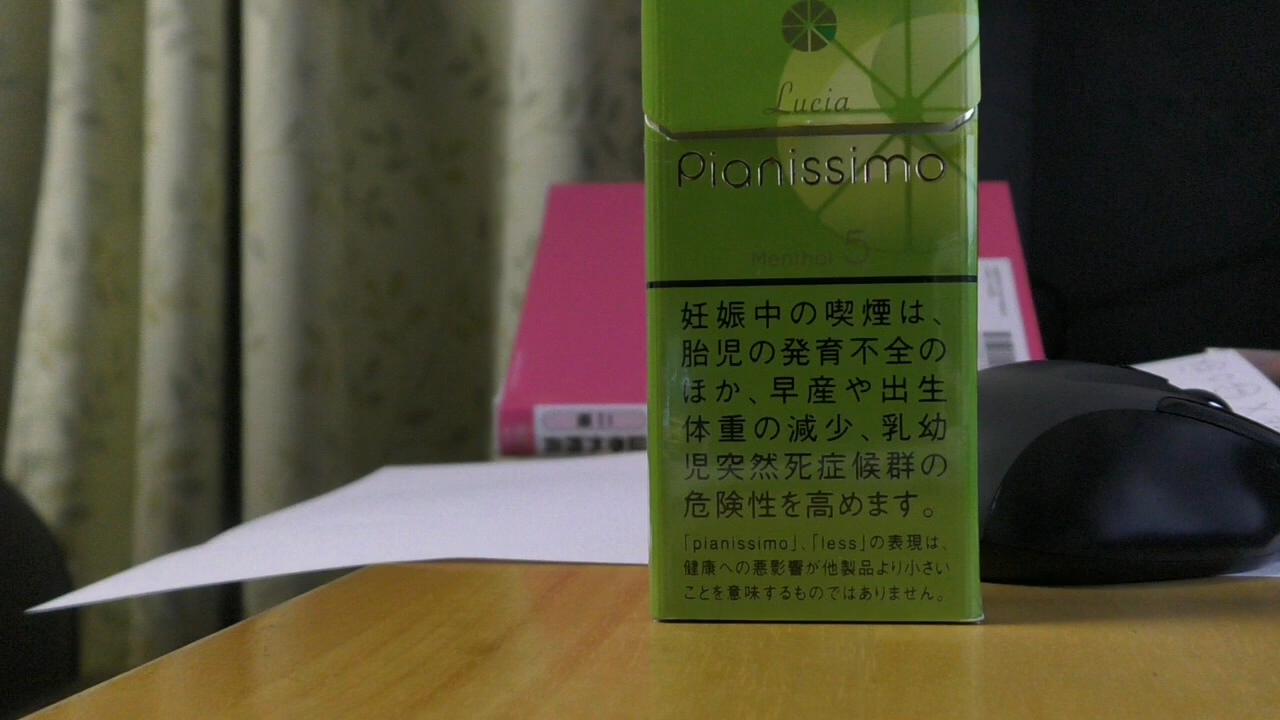 Lucia
Pianissimo
Menthol 5
妊娠中の喫煙は、
胎児の発育不全の
ほか、早産や出生
体重の減少、乳幼
児突然死症候群の
危険性を高めます。
「pianissimo」、「less」の表現は、
健康への悪影響が他製品より小さい
ことを意味するものではありません。